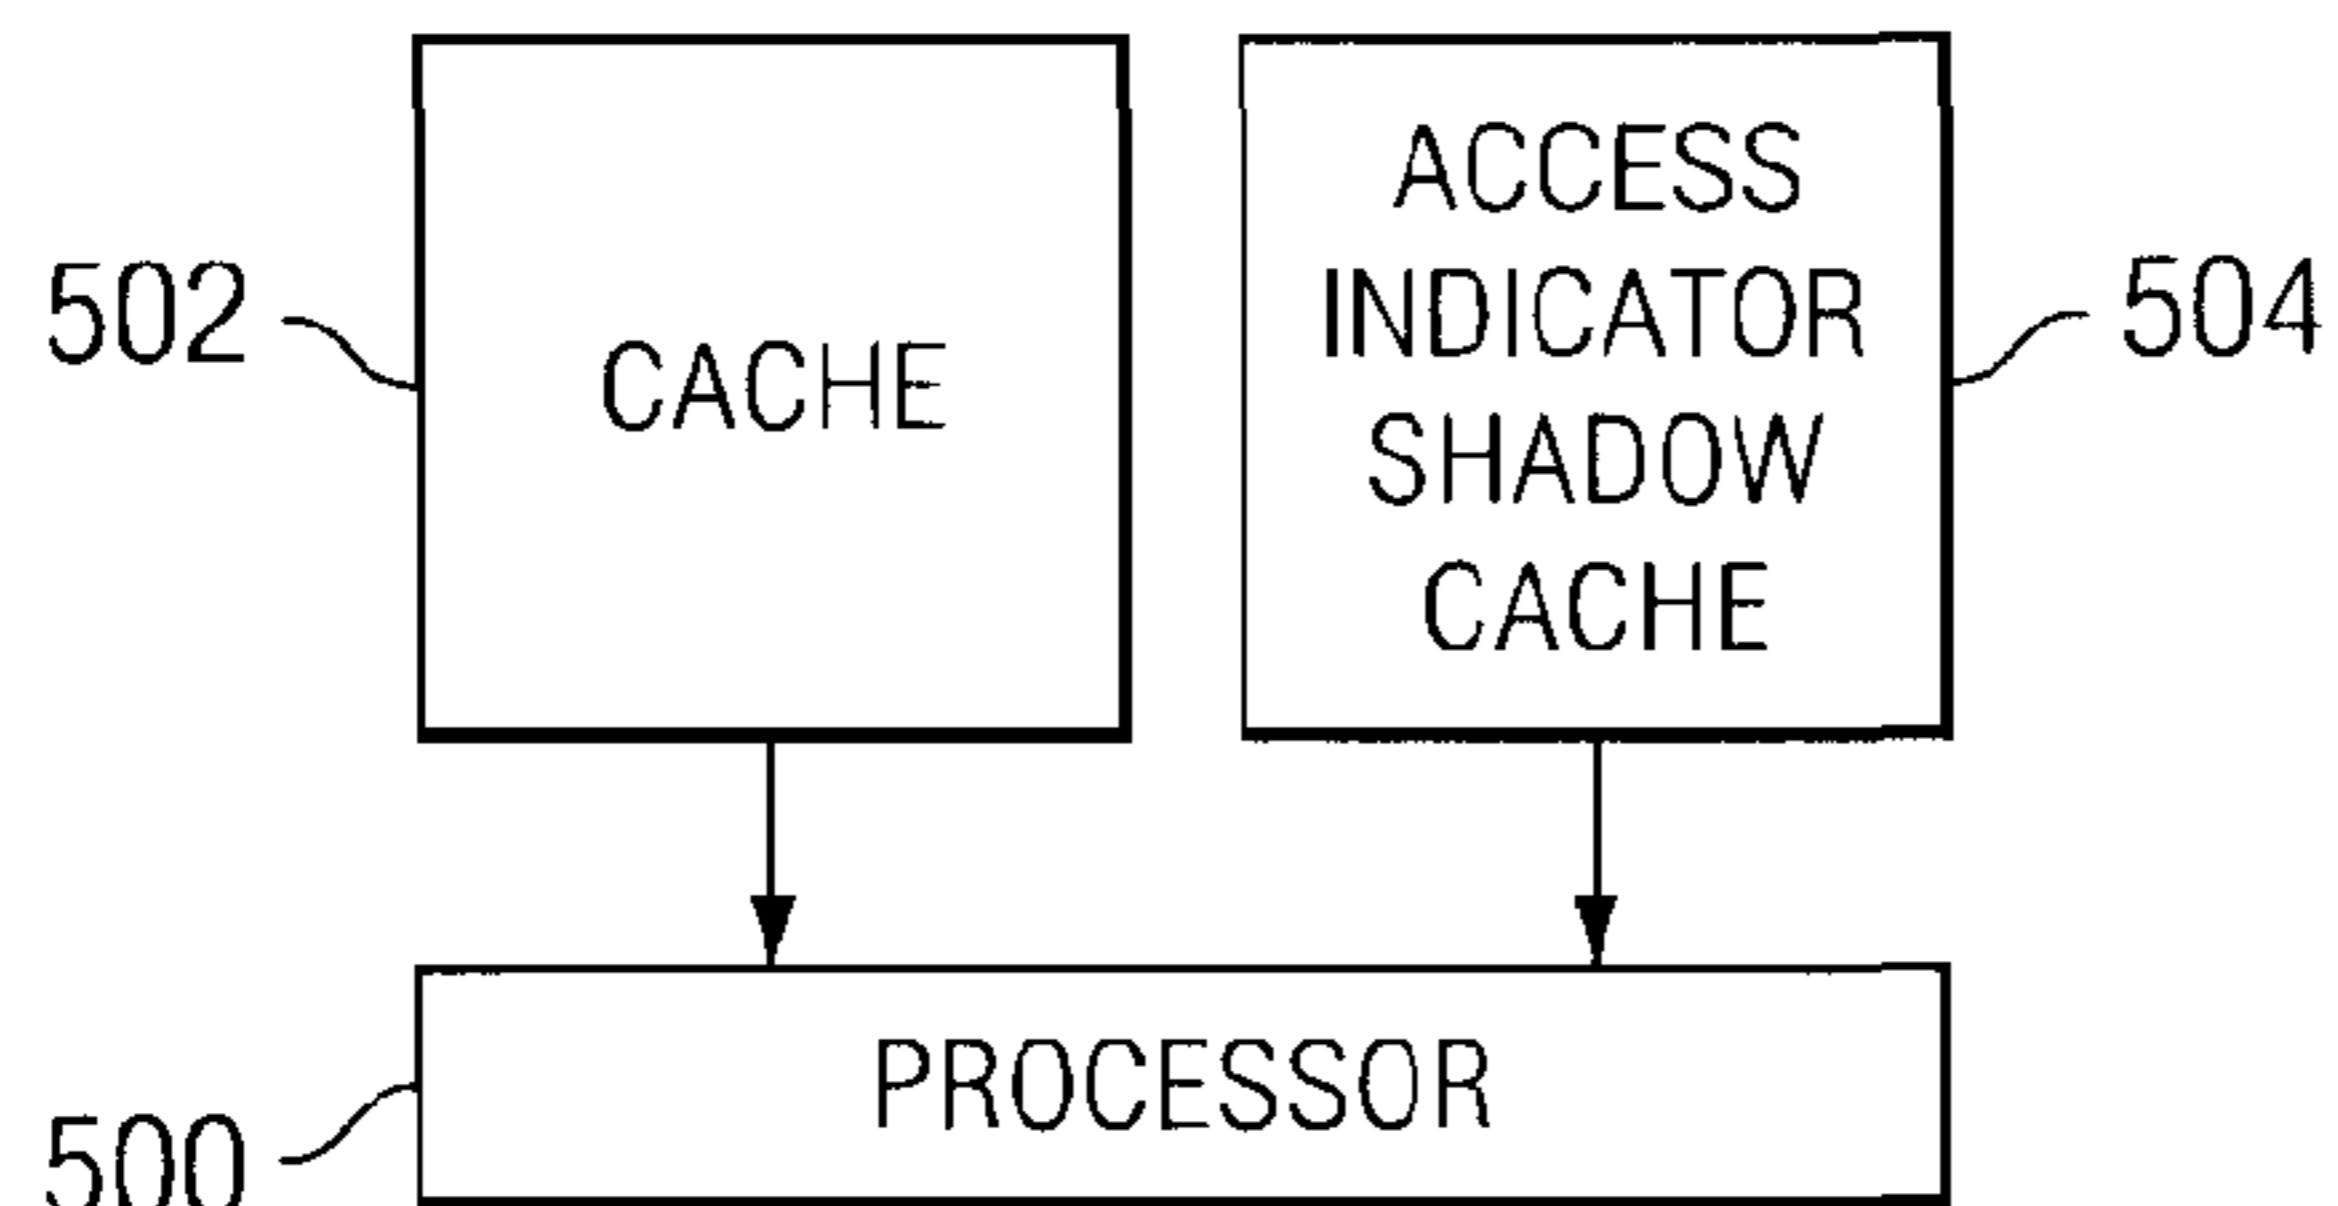 ACCESS
INDICATOR
SHADOW
CACHE
502
CACHE
504
PROCESSOR
500